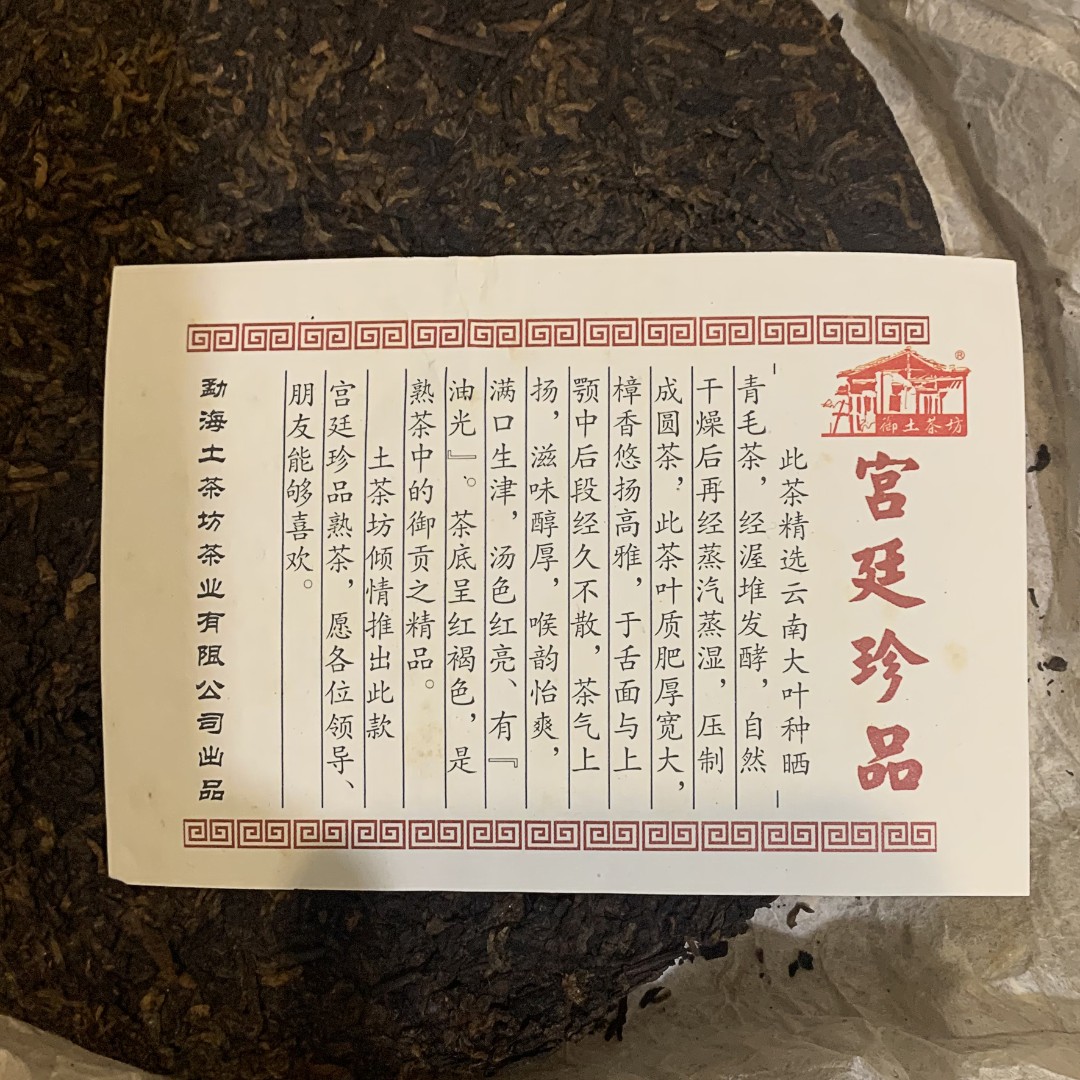 御土茶坊
®
宫廷珍品
此茶精选云南大叶种晒
青毛茶，经渥堆发酵，自然
干燥后再经蒸汽蒸湿，压制
成圆茶，此茶叶质肥厚宽大，
樟香悠扬高雅，于舌面与上
颚中后段经久不散，茶气上
扬，滋味醇厚，喉韵怡爽，
满口生津，汤色红亮、有『
油光』。茶底呈红褐色，是
熟茶中的御贡之精品。
土茶坊倾情推出此款
宫廷珍品熟茶，愿各位领导、
朋友能够喜欢。
勐海土茶坊茶业有限公司出品